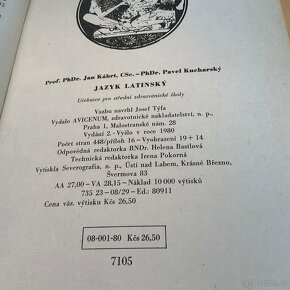 Prof. PhDr. Jan Kábrt, CSc. – PhDr. Pavel Kucharský
JAZYK LATINSKÝ
Učebnice pro střední zdravotnické školy
Vazbu navrhl Josef Týfa
Vydalo AVICENUM, zdravotnické nakladatelství, n. p.,
Praha 1, Malostranské nám. 28
Vydání 2. - Vyšlo v roce 1980
Počet stran 448/příloh 16 – Vyobrazení 19 + 14
Odpovědná redaktorka RNDr. Helena Bastlová
Technická redaktorka Irena Pokorná
Vytiskla Severografia, n. p., Ústí nad Labem, Krásné Březno,
Švermova 83
AA 27,00 – VA 28,15 – Náklad 10 000 výtisků
735 23 – 08/29 – Ed. 80911
Cena váz. výtisku Kčs 26,50
08-001-80 Kčs 26,50
7105